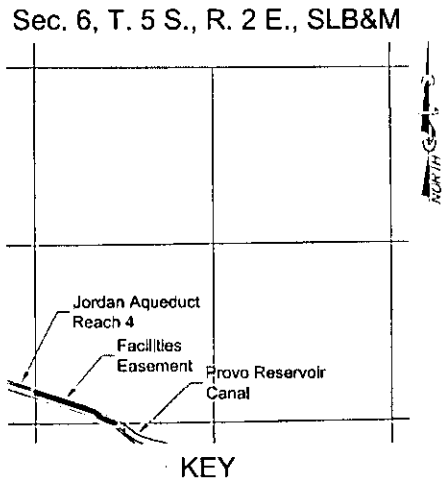 Sec. 6, T. 5 S., R. 2 E., SLB&M
NORTH
Jordan Aqueduct
Reach 4
Facilities
Easement
Provo Reservoir
Canal
KEY